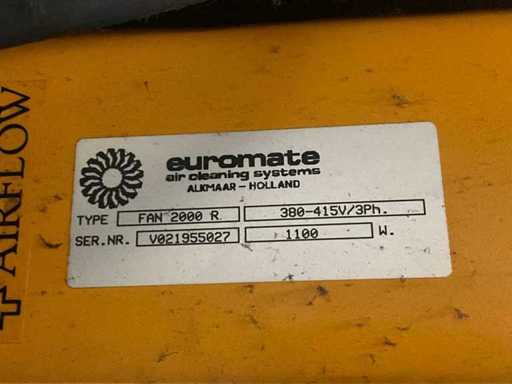 AIRFLOW
euromate
air cleaning systems
ALKMAAR - HOLLAND
TYPE FAN 2000 R. 380-415V/3Ph.
SER.NR. V021955027 1100 W.